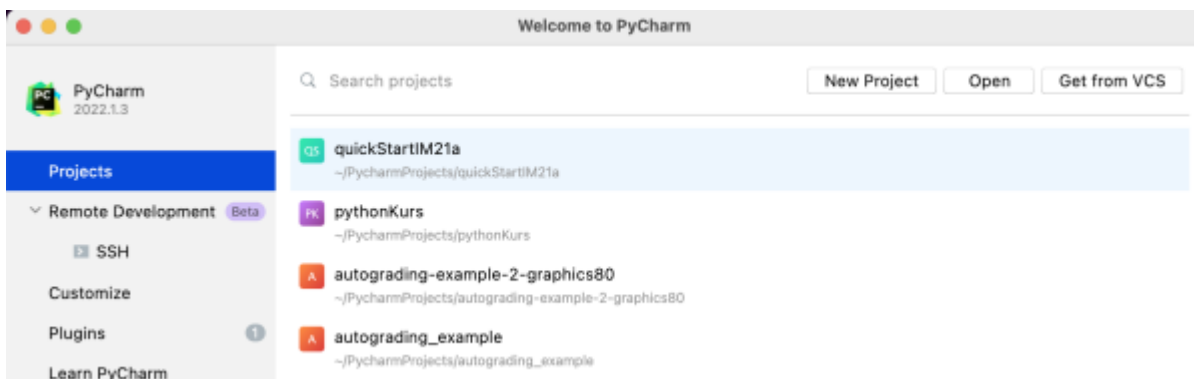 Welcome to PyCharm
PC
PyCharm
2022.1.3
Search projects
New Project
Open
Get from VCS
Projects
Remote Development Beta
SSH
Customize
Plugins 1
Learn PyCharm
QS quickStartIM21a
~/PycharmProjects/quickStartIM21a
PK pythonKurs
~/PycharmProjects/pythonKurs
A autograding-example-2-graphics80
~/PycharmProjects/autograding-example-2-graphics80
A autograding_example
~/PycharmProjects/autograding_example